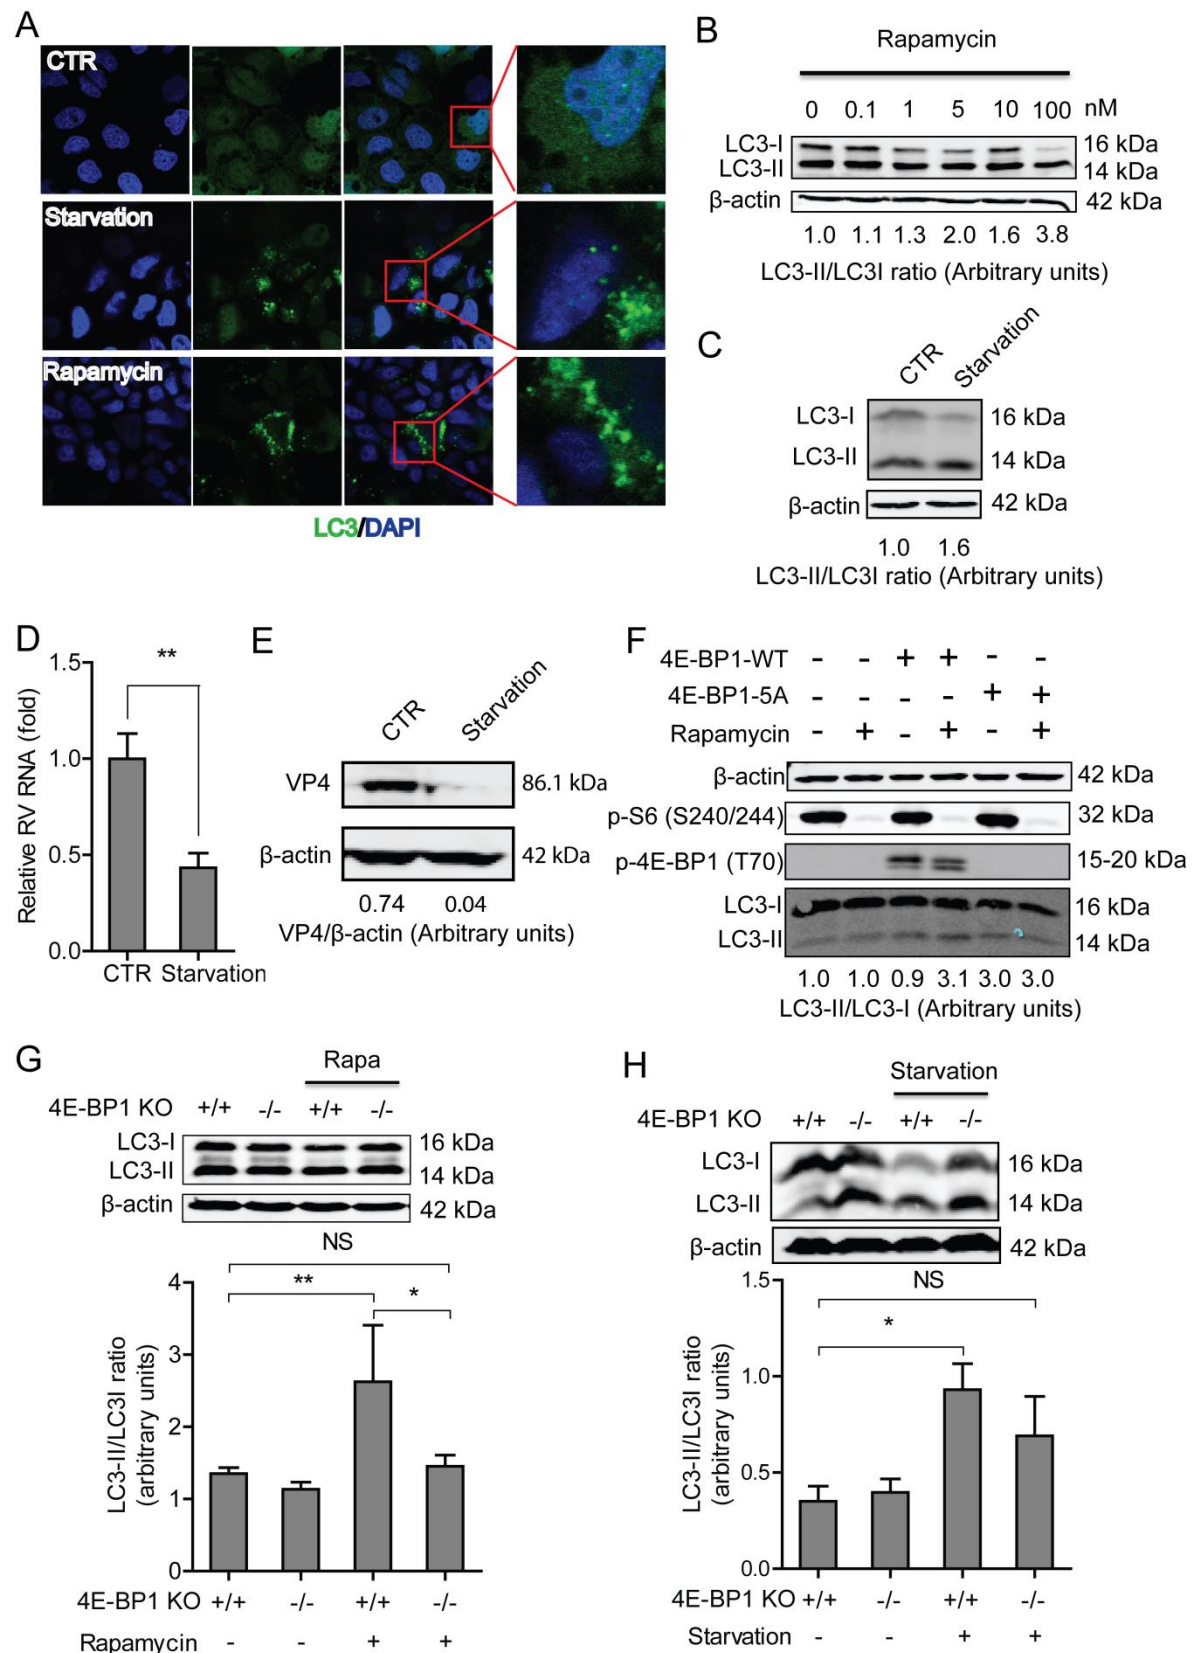 A
CTR
Starvation
Rapamycin
LC3/DAPI
B
Rapamycin
0 0.1 1 5 10 100 nM
LC3-I 16 kDa
LC3-II 14 kDa
β-actin 42 kDa
1.0 1.1 1.3 2.0 1.6 3.8
LC3-II/LC3I ratio (Arbitrary units)
C
CTR Starvation
LC3-I 16 kDa
LC3-II 14 kDa
β-actin 42 kDa
1.0 1.6
LC3-II/LC3I ratio (Arbitrary units)
D
Relative RV RNA (fold)
1.5
1.0
0.5
0.0
**
CTR Starvation
E
CTR Starvation
VP4 86.1 kDa
β-actin 42 kDa
0.74 0.04
VP4/β-actin (Arbitrary units)
F
4E-BP1-WT - - + + - -
4E-BP1-5A - - - - + +
Rapamycin - + - + - +
β-actin 42 kDa
p-S6 (S240/244) 32 kDa
p-4E-BP1 (T70) 15-20 kDa
LC3-I 16 kDa
LC3-II 14 kDa
1.0 1.0 0.9 3.1 3.0 3.0
LC3-II/LC3-I (Arbitrary units)
G
Rapa
4E-BP1 KO +/+ -/- +/+ -/-
LC3-I 16 kDa
LC3-II 14 kDa
β-actin 42 kDa
NS
**
*
LC3-II/LC3I ratio
(arbitrary units)
4
3
2
1
0
4E-BP1 KO +/+ -/- +/+ -/-
Rapamycin - - + +
H
Starvation
4E-BP1 KO +/+ -/- +/+ -/-
LC3-I 16 kDa
LC3-II 14 kDa
β-actin 42 kDa
NS
*
LC3-II/LC3I ratio
(arbitrary units)
1.5
1.0
0.5
0.0
4E-BP1 KO +/+ -/- +/+ -/-
Starvation - - + +